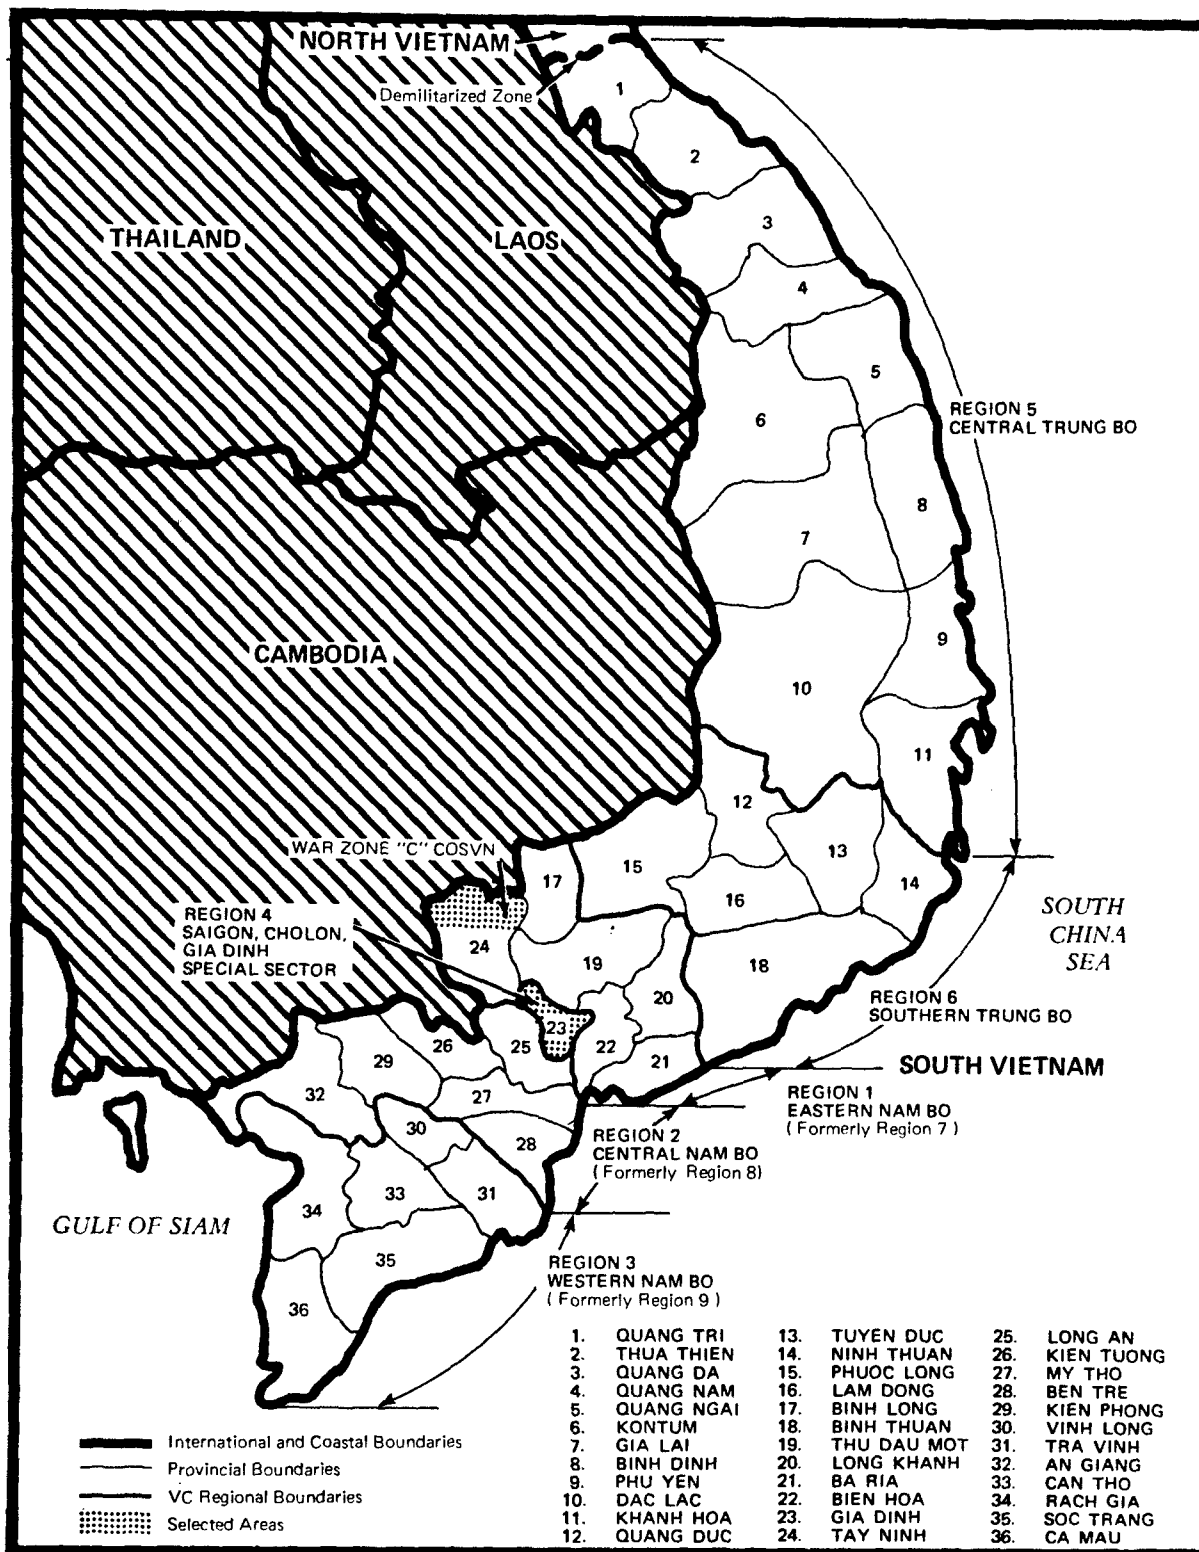 NORTH VIETNAM
Demilitarized Zone
1
2
THAILAND
LAOS
3
4
5
REGION 5
CENTRAL TRUNG BO
6
8
7
CAMBODIA
9
10
11
12
WAR ZONE "C" COSVN
13
15
17
14
16
REGION 4
SAIGON, CHOLON,
GIA DINH
SPECIAL SECTOR
SOUTH
CHINA
SEA
24
19
18
20
REGION 6
SOUTHERN TRUNG BO
23
22
25
26
29
21
SOUTH VIETNAM
32
27
REGION 1
EASTERN NAM BO
(Formerly Region 7)
30
28
REGION 2
CENTRAL NAM BO
(Formerly Region 8)
33
31
34
GULF OF SIAM
35
REGION 3
WESTERN NAM BO
(Formerly Region 9)
36
1. QUANG TRI
2. THUA THIEN
3. QUANG DA
4. QUANG NAM
5. QUANG NGAI
6. KONTUM
7. GIA LAI
8. BINH DINH
9. PHU YEN
10. DAC LAC
11. KHANH HOA
12. QUANG DUC
13. TUYEN DUC
14. NINH THUAN
15. PHUOC LONG
16. LAM DONG
17. BINH LONG
18. BINH THUAN
19. THU DAU MOT
20. LONG KHANH
21. BA RIA
22. BIEN HOA
23. GIA DINH
24. TAY NINH
25. LONG AN
26. KIEN TUONG
27. MY THO
28. BEN TRE
29. KIEN PHONG
30. VINH LONG
31. TRA VINH
32. AN GIANG
33. CAN THO
34. RACH GIA
35. SOC TRANG
36. CA MAU
International and Coastal Boundaries
Provincial Boundaries
VC Regional Boundaries
Selected Areas